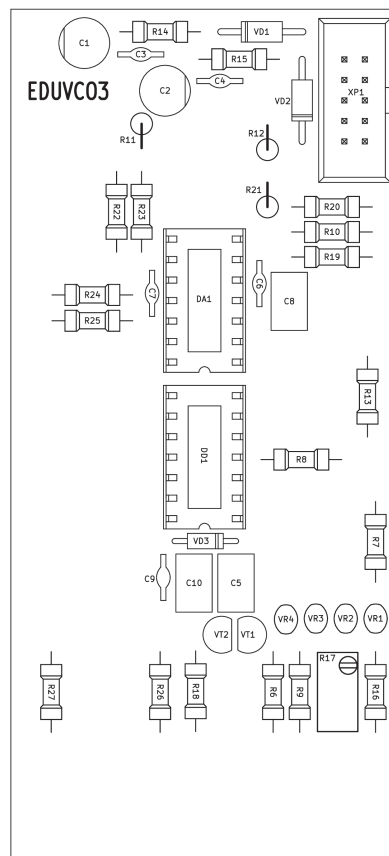 R14
VD1
C1
C3
R15
C4
EDUVCO3
C2
VD2
XP1
R11
R12
R21
R22
R23
R20
R10
R19
R24
C7
DA1
C6
C8
R25
R13
DD1
R8
R7
VD3
C9
C10
C5
VR4
VR3
VR2
VR1
VT2
VT1
R17
R27
R26
R18
R6
R9
R16